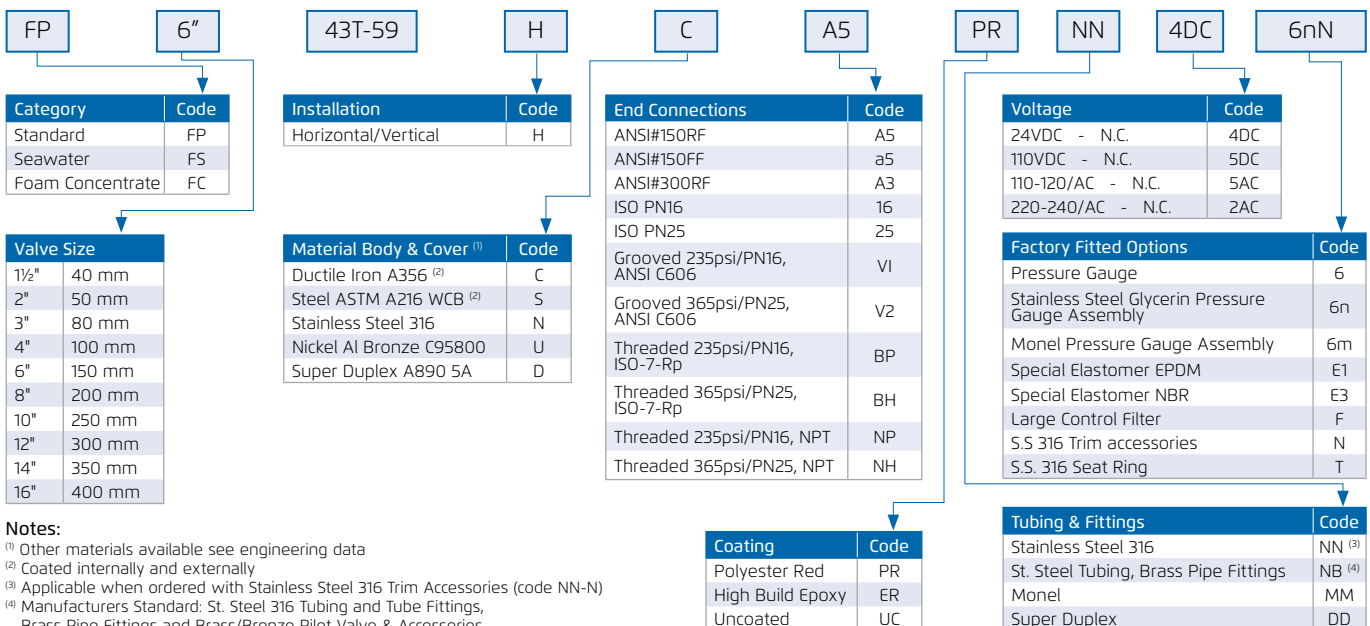 FP 6" 43T-59 H C A5 PR NN 4DC 6nN
Category Code
Standard FP
Seawater FS
Foam Concentrate FC
Valve Size
1½" 40 mm
2" 50 mm
3" 80 mm
4" 100 mm
6" 150 mm
8" 200 mm
10" 250 mm
12" 300 mm
14" 350 mm
16" 400 mm
Installation Code
Horizontal/Vertical H
Material Body & Cover (1) Code
Ductile Iron A356 (2) C
Steel ASTM A216 WCB (2) S
Stainless Steel 316 N
Nickel Al Bronze C95800 U
Super Duplex A890 5A D
End Connections Code
ANSI#150RF A5
ANSI#150FF a5
ANSI#300RF A3
ISO PN16 16
ISO PN25 25
Grooved 235psi/PN16,
ANSI C606 VI
Grooved 365psi/PN25,
ANSI C606 V2
Threaded 235psi/PN16,
ISO-7-Rp BP
Threaded 365psi/PN25,
ISO-7-Rp BH
Threaded 235psi/PN16, NPT NP
Threaded 365psi/PN25, NPT NH
Voltage Code
24VDC - N.C. 4DC
110VDC - N.C. 5DC
110-120/AC - N.C. 5AC
220-240/AC - N.C. 2AC
Factory Fitted Options Code
Pressure Gauge 6
Stainless Steel Glycerin Pressure
Gauge Assembly 6n
Monel Pressure Gauge Assembly 6m
Special Elastomer EPDM E1
Special Elastomer NBR E3
Large Control Filter F
S.S 316 Trim accessories N
S.S. 316 Seat Ring T
Notes:
(1) Other materials available see engineering data
(2) Coated internally and externally
(3) Applicable when ordered with Stainless Steel 316 Trim Accessories (code NN-N)
(4) Manufacturers Standard: St. Steel 316 Tubing and Tube Fittings,
Brass Pipe Fittings and Brass/Bronze Pilot Valve & Accessories
Coating Code
Polyester Red PR
High Build Epoxy ER
Uncoated UC
Tubing & Fittings Code
Stainless Steel 316 NN (3)
St. Steel Tubing, Brass Pipe Fittings NB (4)
Monel MM
Super Duplex DD